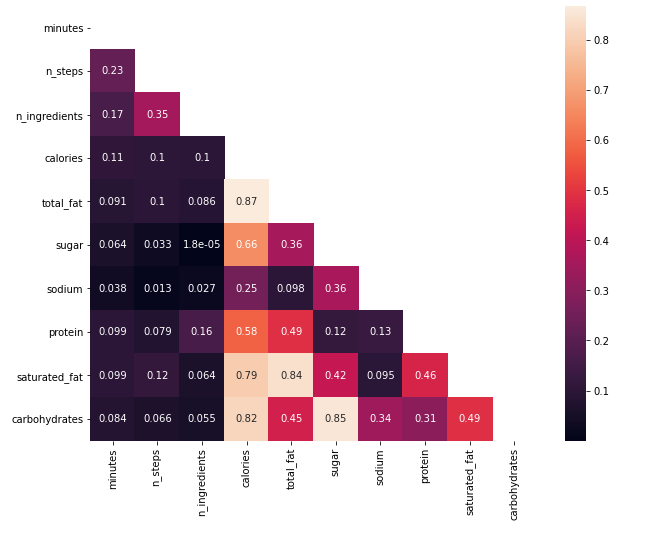 minutes
n_steps 0.23
n_ingredients 0.17 0.35
calories 0.11 0.1 0.1
total_fat 0.091 0.1 0.086 0.87
sugar 0.064 0.033 1.8e-05 0.66 0.36
sodium 0.038 0.013 0.027 0.25 0.098 0.36
protein 0.099 0.079 0.16 0.58 0.49 0.12 0.13
saturated_fat 0.099 0.12 0.064 0.79 0.84 0.42 0.095 0.46
carbohydrates 0.084 0.066 0.055 0.82 0.45 0.85 0.34 0.31 0.49
minutes
n_steps
n_ingredients
calories
total_fat
sugar
sodium
protein
saturated_fat
carbohydrates
0.8
0.7
0.6
0.5
0.4
0.3
0.2
0.1